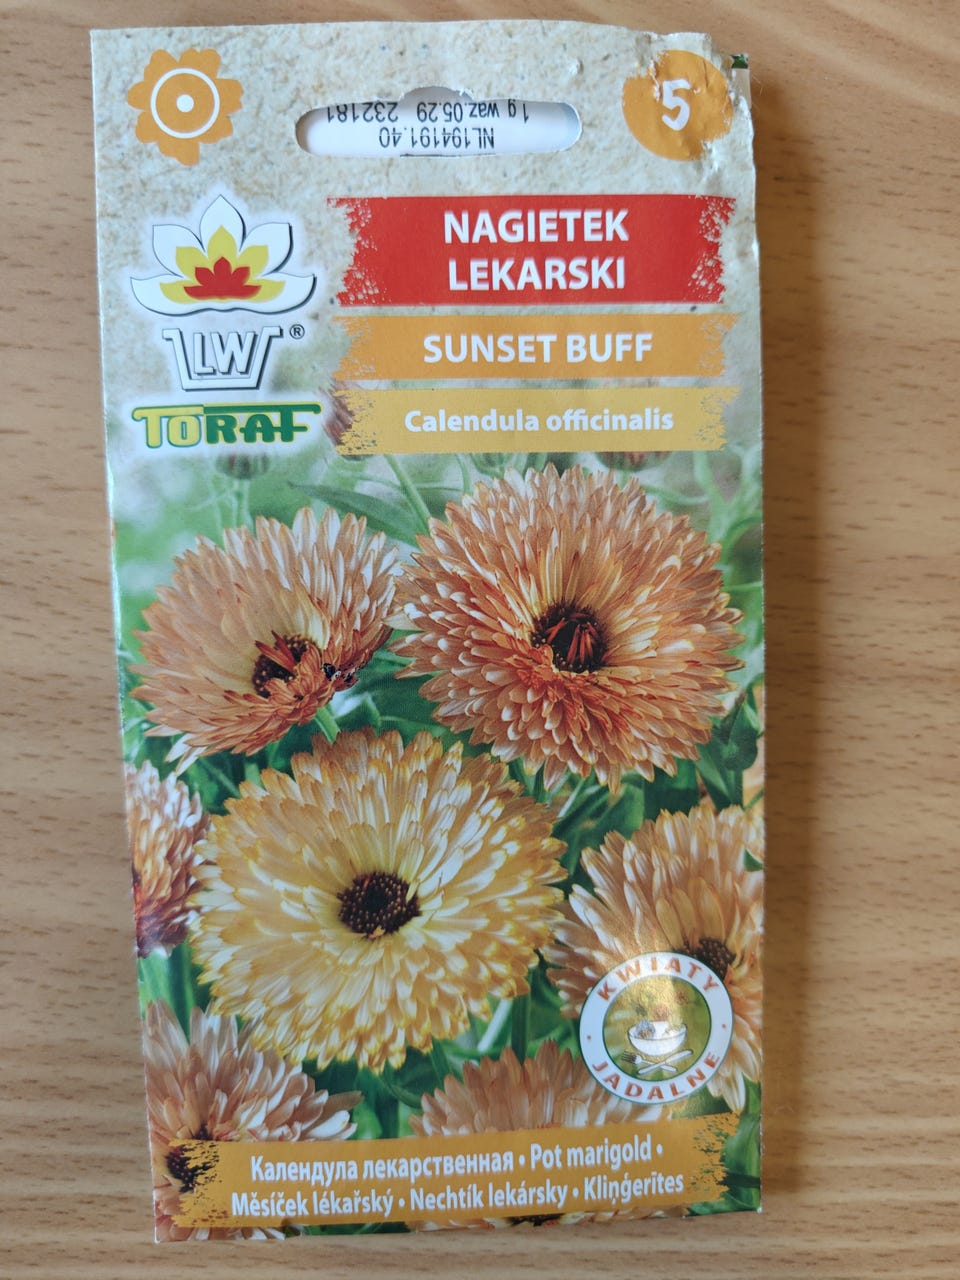 1 g waz.05.29 232181
NL194191.40
5
NAGIETEK
LEKARSKI
LW®
TORAF
SUNSET BUFF
Calendula officinalis
KWIATY
JADALNE
Календула лекарственная • Pot marigold •
Měsíček lékařský • Nechtík lekársky • Kliņģerītes